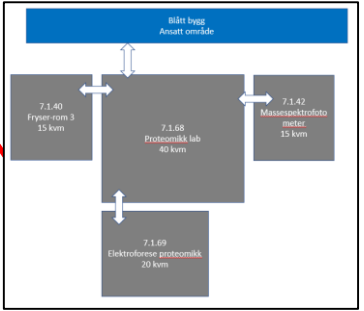 Blått bygg
Ansatt område
7.1.40
Fryser-rom 3
15 kvm
7.1.68
Proteomikk lab
40 kvm
7.1.42
Massespektrofoto
meter
15 kvm
7.1.69
Elektroforese proteomikk
20 kvm